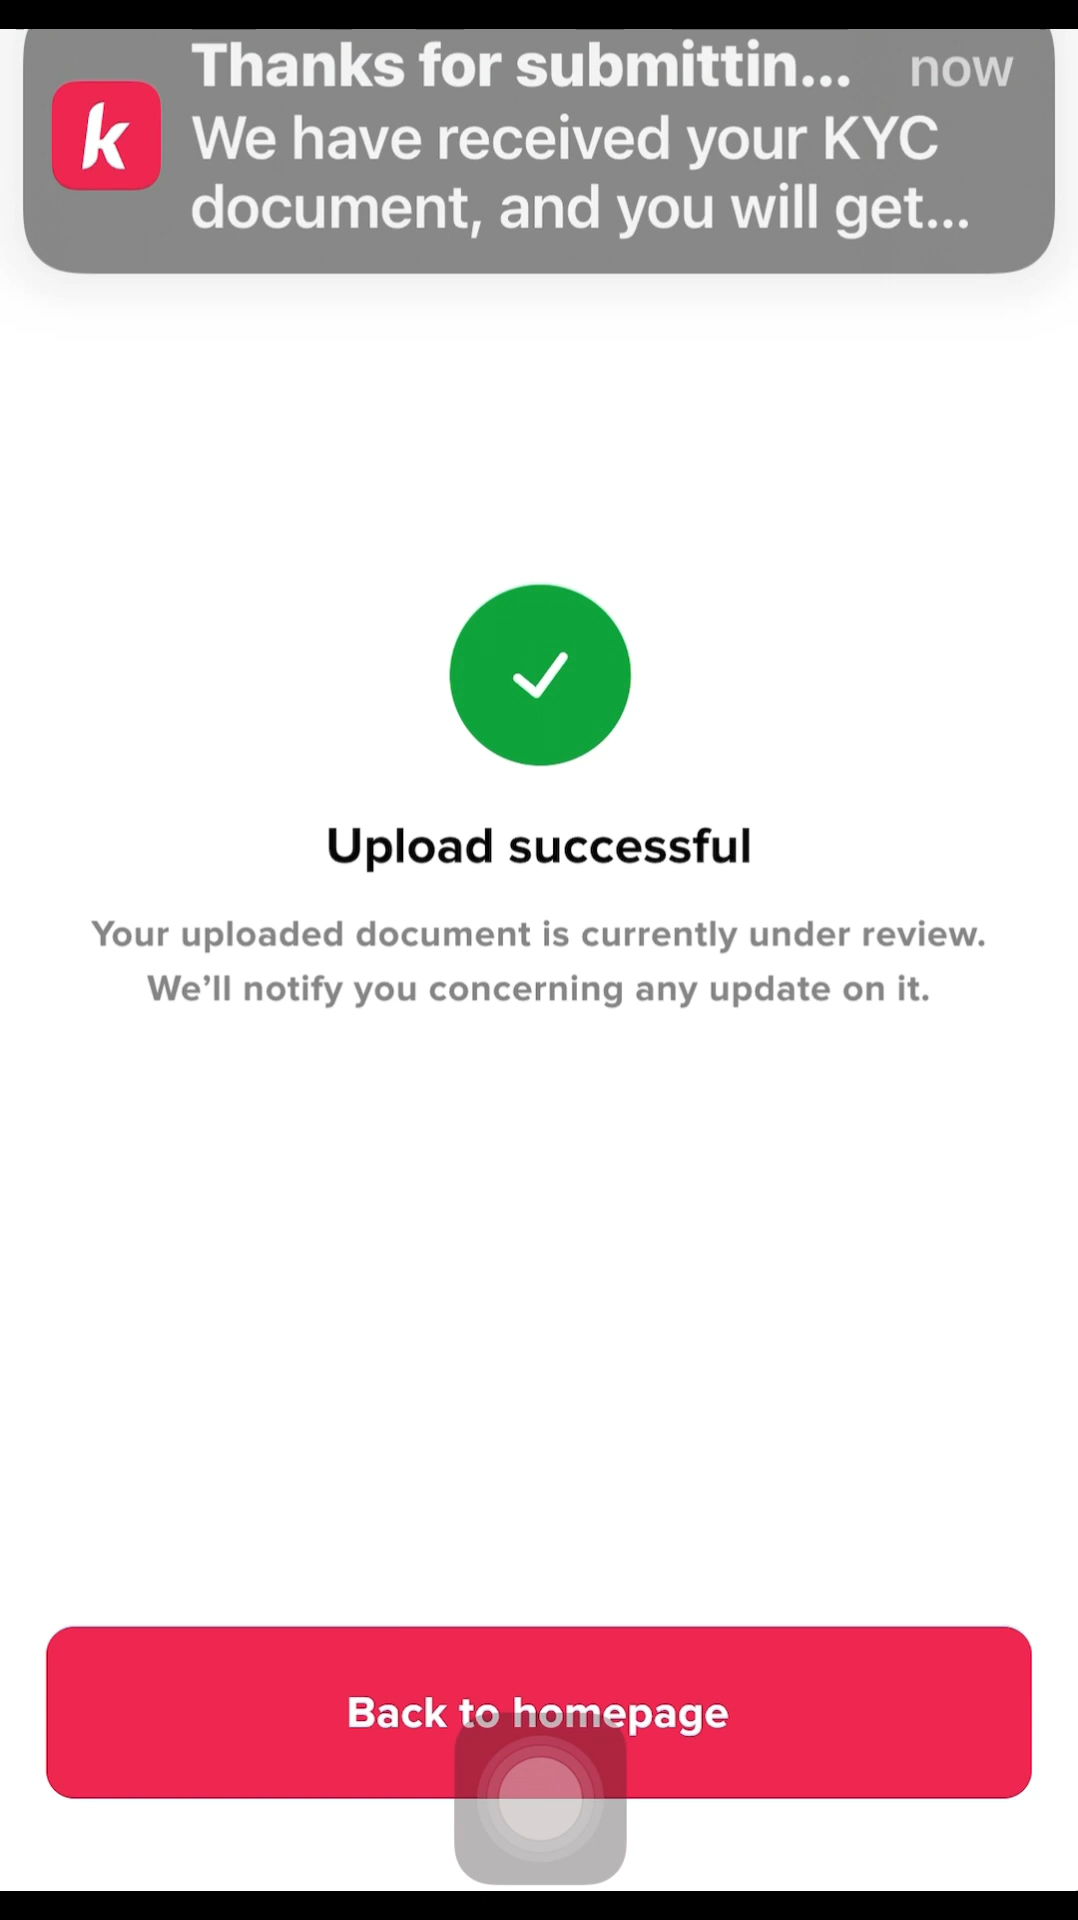 Thanks for submittin...
now
k
We have received your KYC
document, and you will get...
Upload successful
Your uploaded document is currently under review.
We’ll notify you concerning any update on it.
Back to homepage